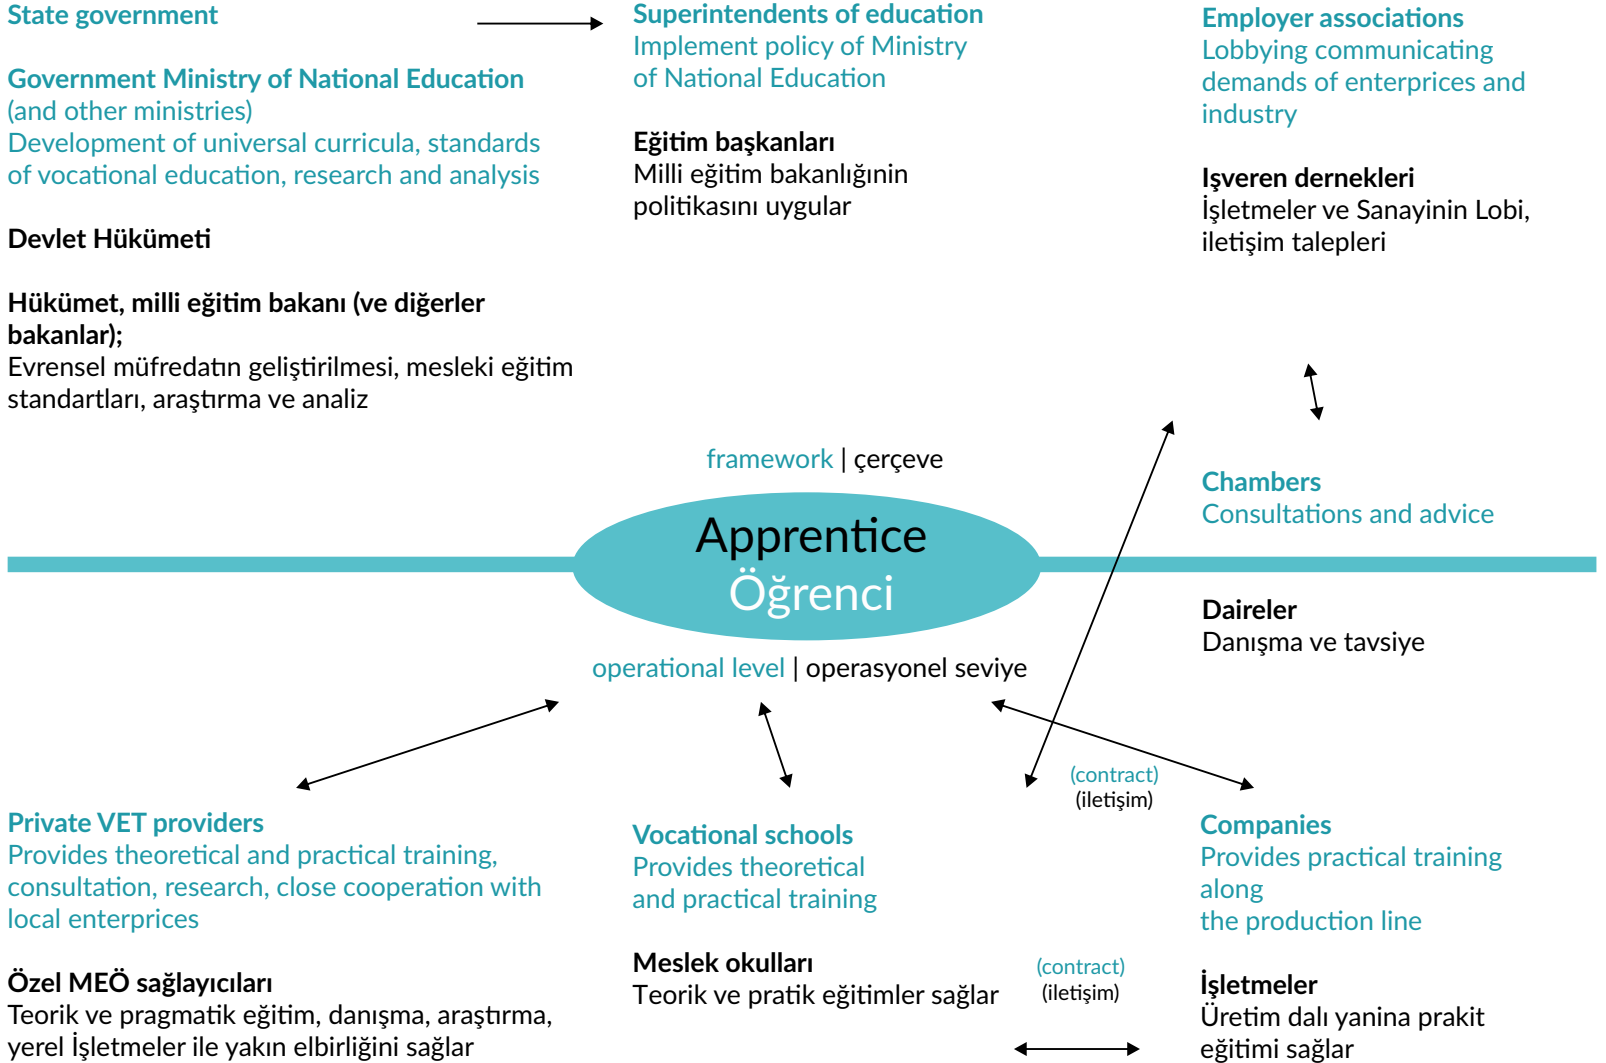 State government
Government Ministry of National Education
(and other ministries)
Development of universal curricula, standards
of vocational education, research and analysis
Devlet Hükümeti
Hükümet, milli eğitim bakanı (ve diğerler
bakanlar);
Evrensel müfredatın geliştirilmesi, mesleki eğitim
standartları, araştırma ve analiz
Superintendents of education
Implement policy of Ministry
of National Education
Eğitim başkanları
Milli eğitim bakanlığınin
politikasını uygular
Employer associations
Lobbying communicating
demands of enterprices and
industry
Işveren dernekleri
İşletmeler ve Sanayinin Lobi,
iletişim talepleri
framework | çerçeve
Apprentice
Öğrenci
operational level | operasyonel seviye
Chambers
Consultations and advice
Daireler
Danışma ve tavsiye
Private VET providers
Provides theoretical and practical training,
consultation, research, close cooperation with
local enterprices
Özel MEÖ sağlayıcıları
Teorik ve pragmatik eğitim, danışma, araştırma,
yerel İşletmeler ile yakın elbirliğini sağlar
Vocational schools
Provides theoretical
and practical training
Meslek okulları
Teorik ve pratik eğitimler sağlar
(contract)
(iletişim)
(contract)
(iletişim)
Companies
Provides practical training
along
the production line
İşletmeler
Üretim dalı yanina prakit
eğitimi sağlar